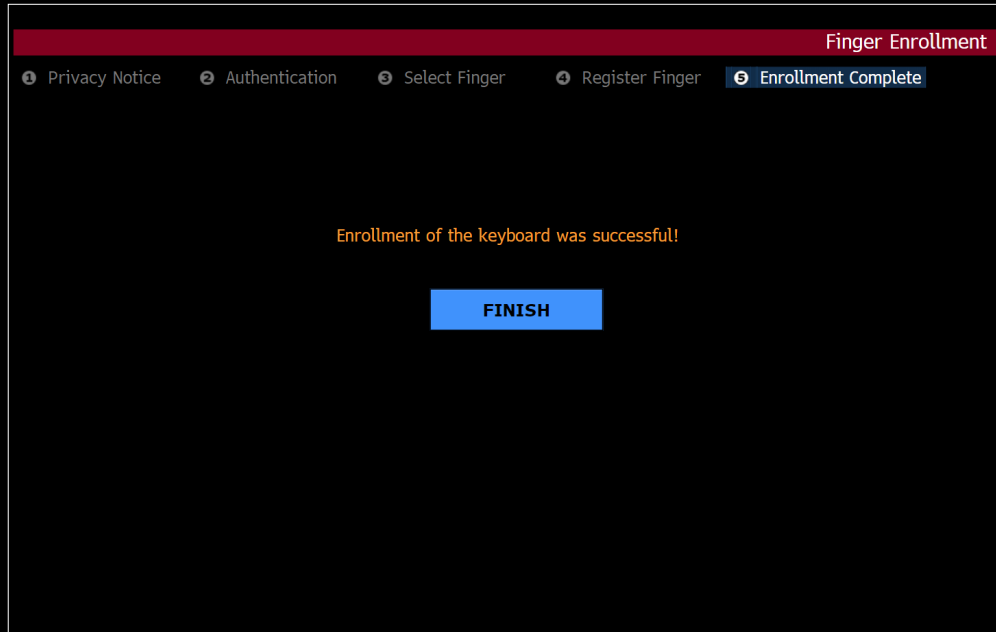 Finger Enrollment
❶ Privacy Notice ❷ Authentication ❸ Select Finger ❹ Register Finger ❺ Enrollment Complete
Enrollment of the keyboard was successful!
FINISH